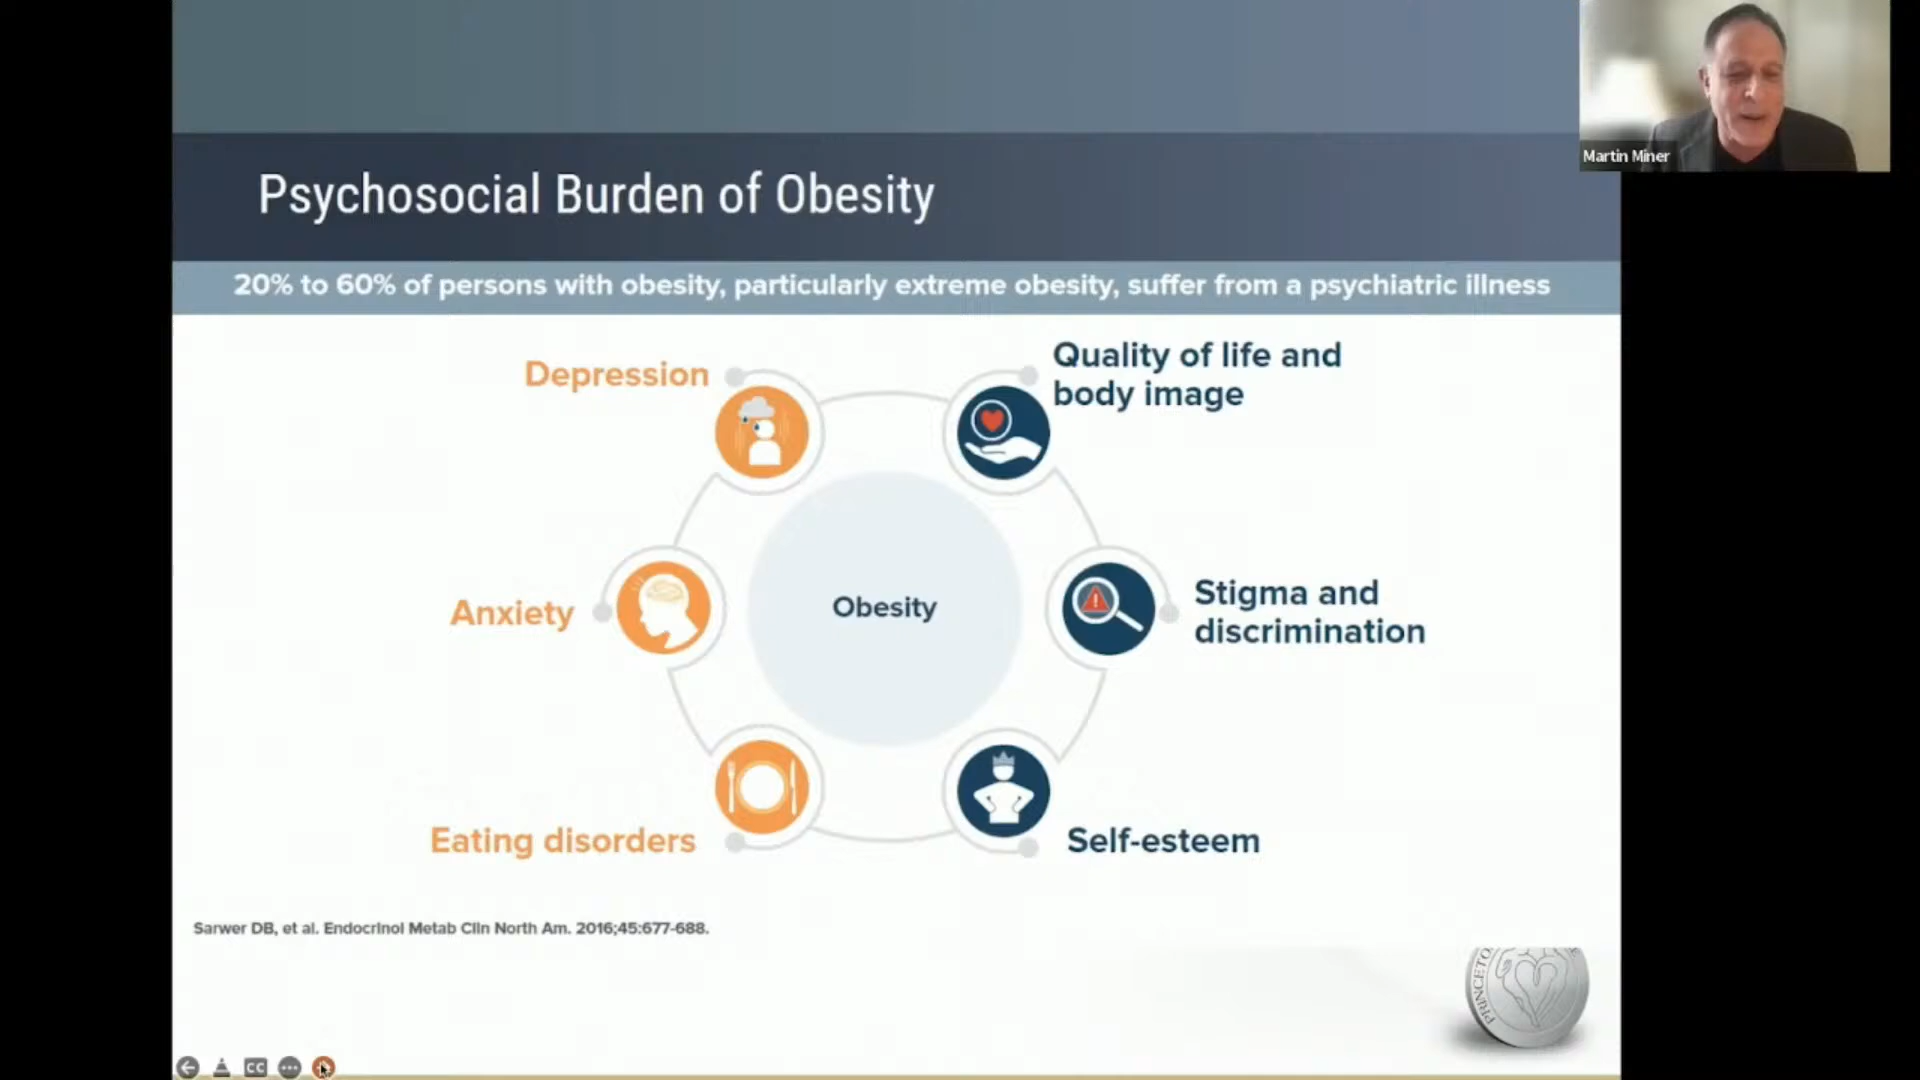 Martin Miner
Psychosocial Burden of Obesity
20% to 60% of persons with obesity, particularly extreme obesity, suffer from a psychiatric illness
Depression
Quality of life and
body image
Anxiety
Obesity
Stigma and
discrimination
Eating disorders
Self-esteem
Sarwer DB, et al. Endocrinol Metab Clin North Am. 2016;45:677-688.
CC